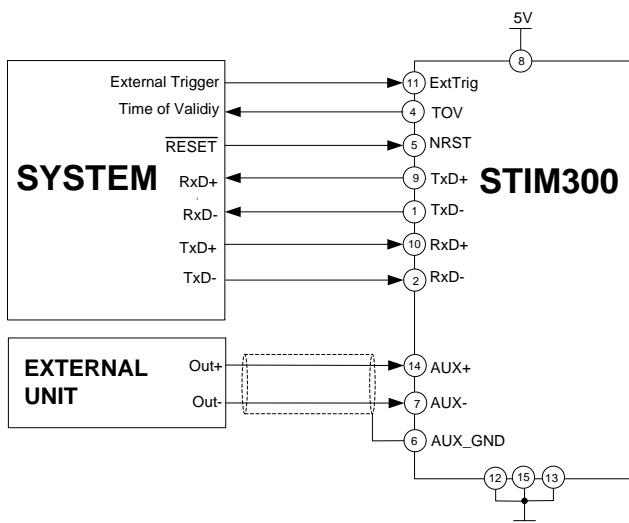 5V
8
External Trigger
11
ExtTrig
Time of Validiy
4
TOV
RESET
5
NRST
SYSTEM
STIM300
RxD+
9
TxD+
RxD-
1
TxD-
TxD+
10
RxD+
TxD-
2
RxD-
EXTERNAL
UNIT
Out+
14
AUX+
Out-
7
AUX-
6
AUX_GND
12
15
13